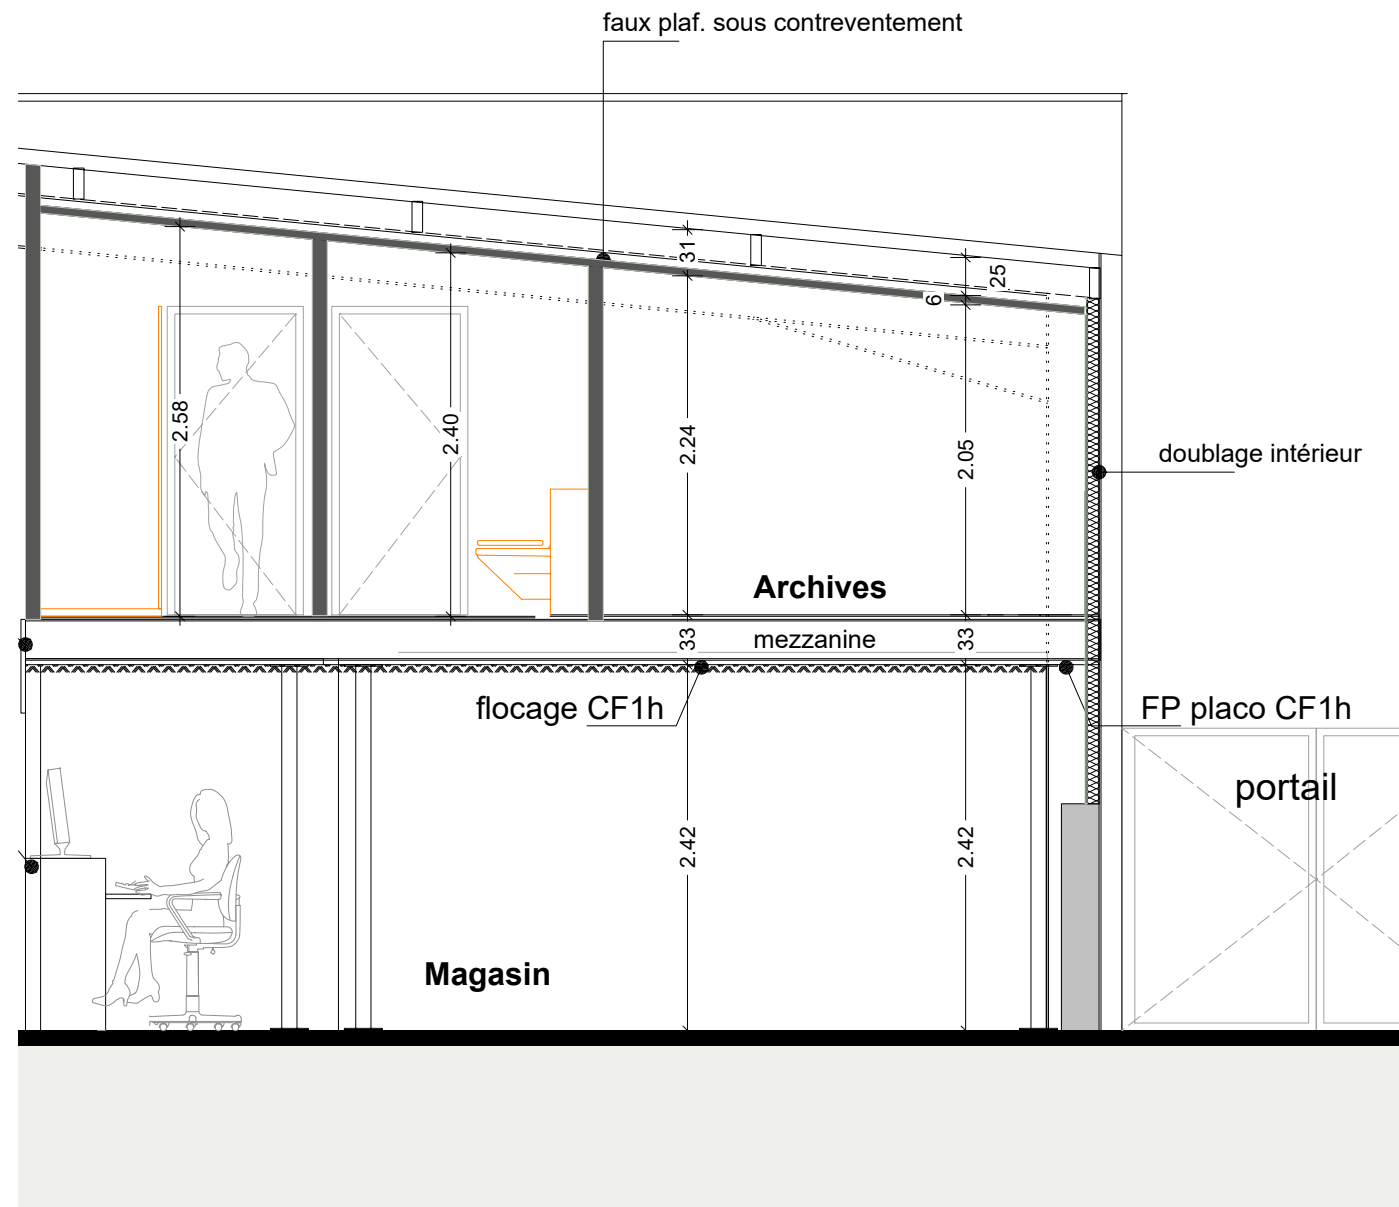 faux plaf. sous contreventement
31
25
6
2.58
2.40
2.24
2.05
doublage intérieur
Archives
33
mezzanine
33
flocage CF1h
FP placo CF1h
portail
2.42
2.42
Magasin